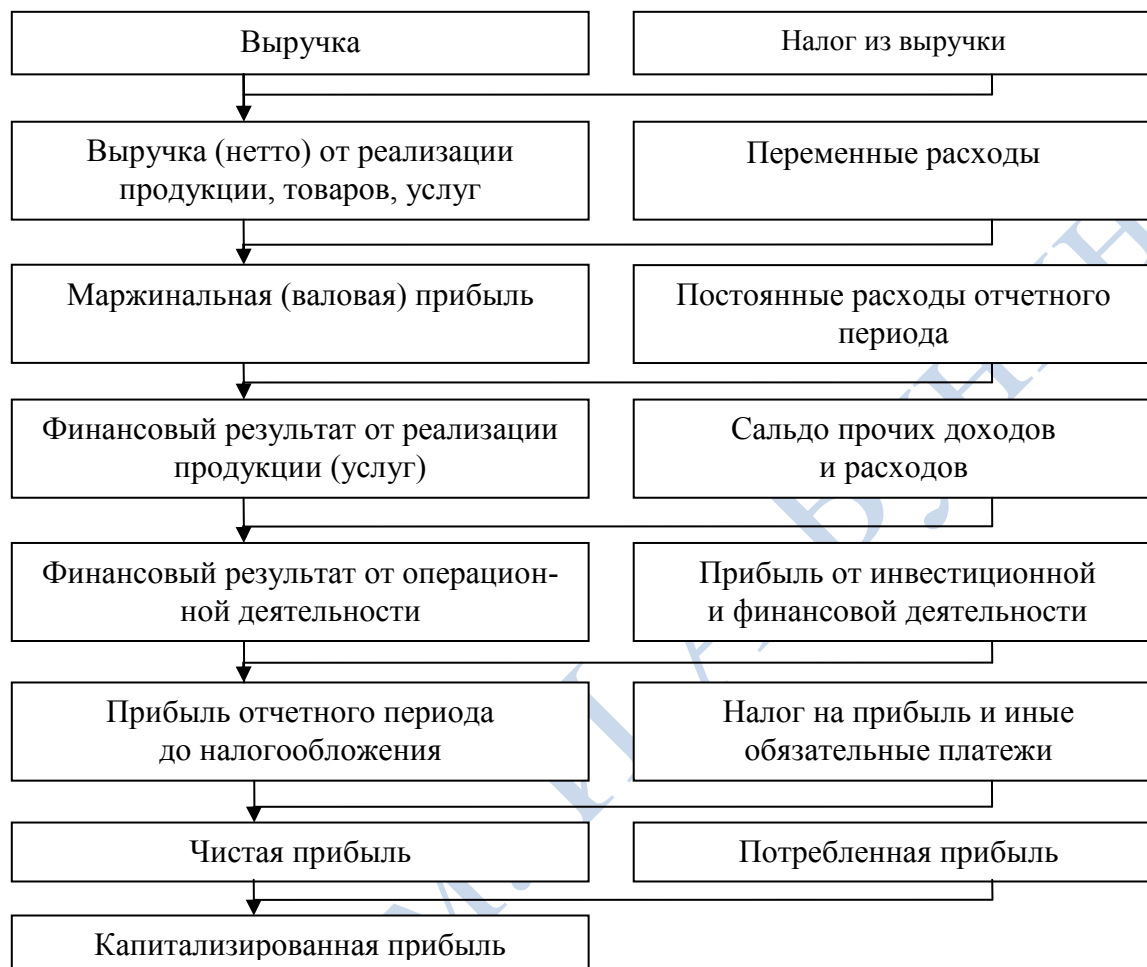 Выручка
Налог из выручки
Выручка (нетто) от реализации
продукции, товаров, услуг
Переменные расходы
Маржинальная (валовая) прибыль
Постоянные расходы отчетного
периода
Финансовый результат от реализации
продукции (услуг)
Сальдо прочих доходов
и расходов
Финансовый результат от операцион-
ной деятельности
Прибыль от инвестиционной
и финансовой деятельности
Прибыль отчетного периода
до налогообложения
Налог на прибыль и иные
обязательные платежи
Чистая прибыль
Потребленная прибыль
Капитализированная прибыль